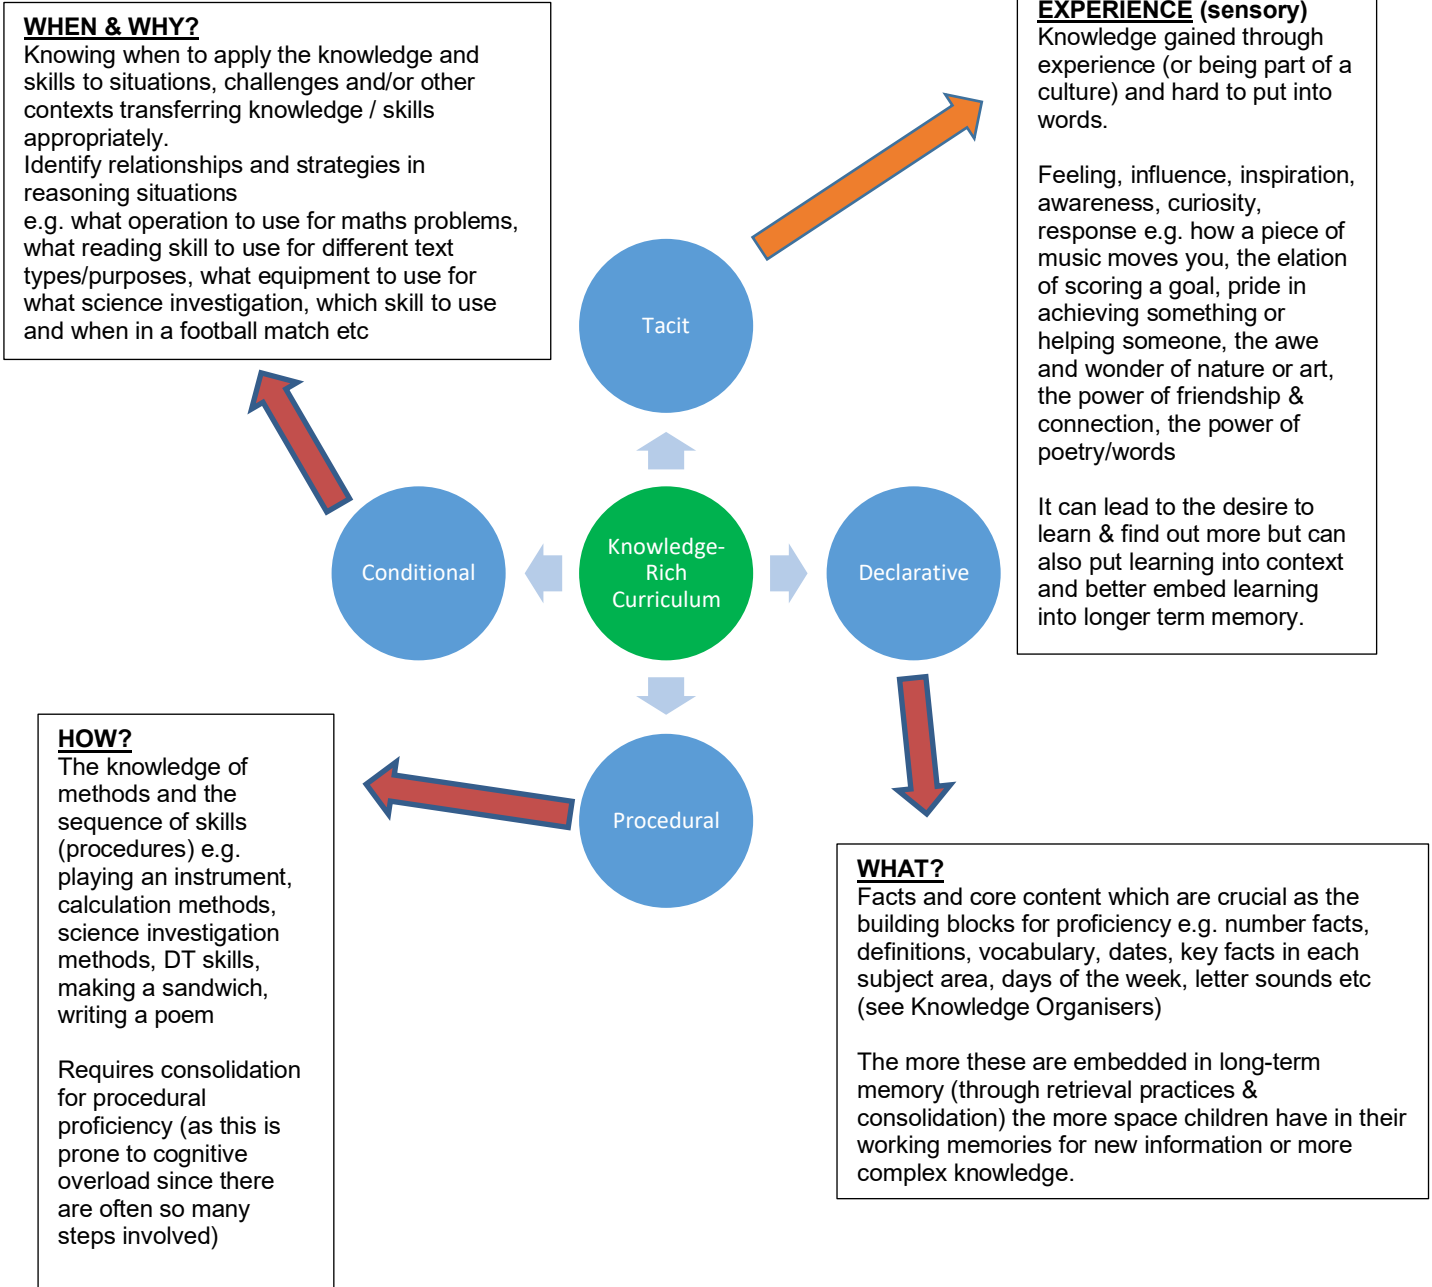 WHEN & WHY?
Knowing when to apply the knowledge and
skills to situations, challenges and/or other
contexts transferring knowledge / skills
appropriately.
Identify relationships and strategies in
reasoning situations
e.g. what operation to use for maths problems,
what reading skill to use for different text
types/purposes, what equipment to use for
what science investigation, which skill to use
and when in a football match etc
EXPERIENCE (sensory)
Knowledge gained through
experience (or being part of a
culture) and hard to put into
words.
Feeling, influence, inspiration,
awareness, curiosity,
response e.g. how a piece of
music moves you, the elation
of scoring a goal, pride in
achieving something or
helping someone, the awe
and wonder of nature or art,
the power of friendship &
connection, the power of
poetry/words
It can lead to the desire to
learn & find out more but can
also put learning into context
and better embed learning
into longer term memory.
Tacit
Conditional
Knowledge-
Rich
Curriculum
Declarative
Procedural
HOW?
The knowledge of
methods and the
sequence of skills
(procedures) e.g.
playing an instrument,
calculation methods,
science investigation
methods, DT skills,
making a sandwich,
writing a poem
Requires consolidation
for procedural
proficiency (as this is
prone to cognitive
overload since there
are often so many
steps involved)
WHAT?
Facts and core content which are crucial as the
building blocks for proficiency e.g. number facts,
definitions, vocabulary, dates, key facts in each
subject area, days of the week, letter sounds etc
(see Knowledge Organisers)
The more these are embedded in long-term
memory (through retrieval practices &
consolidation) the more space children have in their
working memories for new information or more
complex knowledge.